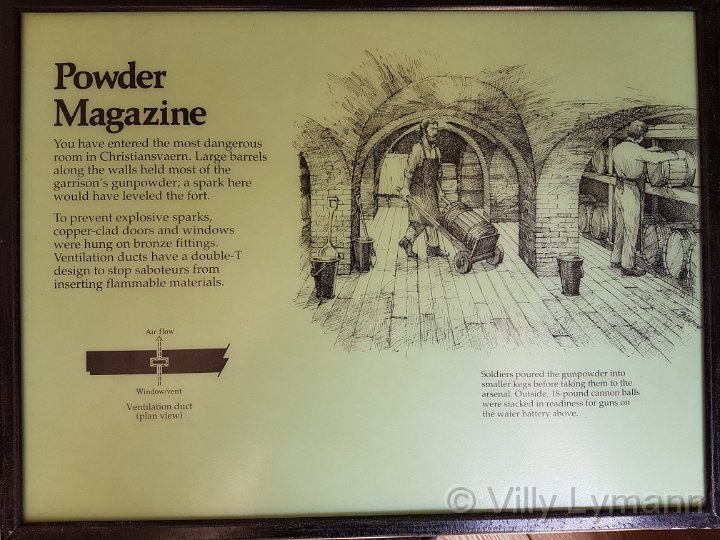 Powder
Magazine
You have entered the most dangerous
room in Christiansvaern. Large barrels
along the walls held most of the
garrison's gunpowder; a spark here
would have leveled the fort.
To prevent explosive sparks,
copper-clad doors and windows
were hung on bronze fittings.
Ventilation ducts have a double-T
design to stop saboteurs from
inserting flammable materials.
Air flow
Window/vent
Ventilation duct
(plan view)
Soldiers poured the gunpowder into
smaller kegs before taking them to the
arsenal. Outside, 18-pound cannon balls
were stacked in readiness for guns on
the water battery above.
© Villy Lymann